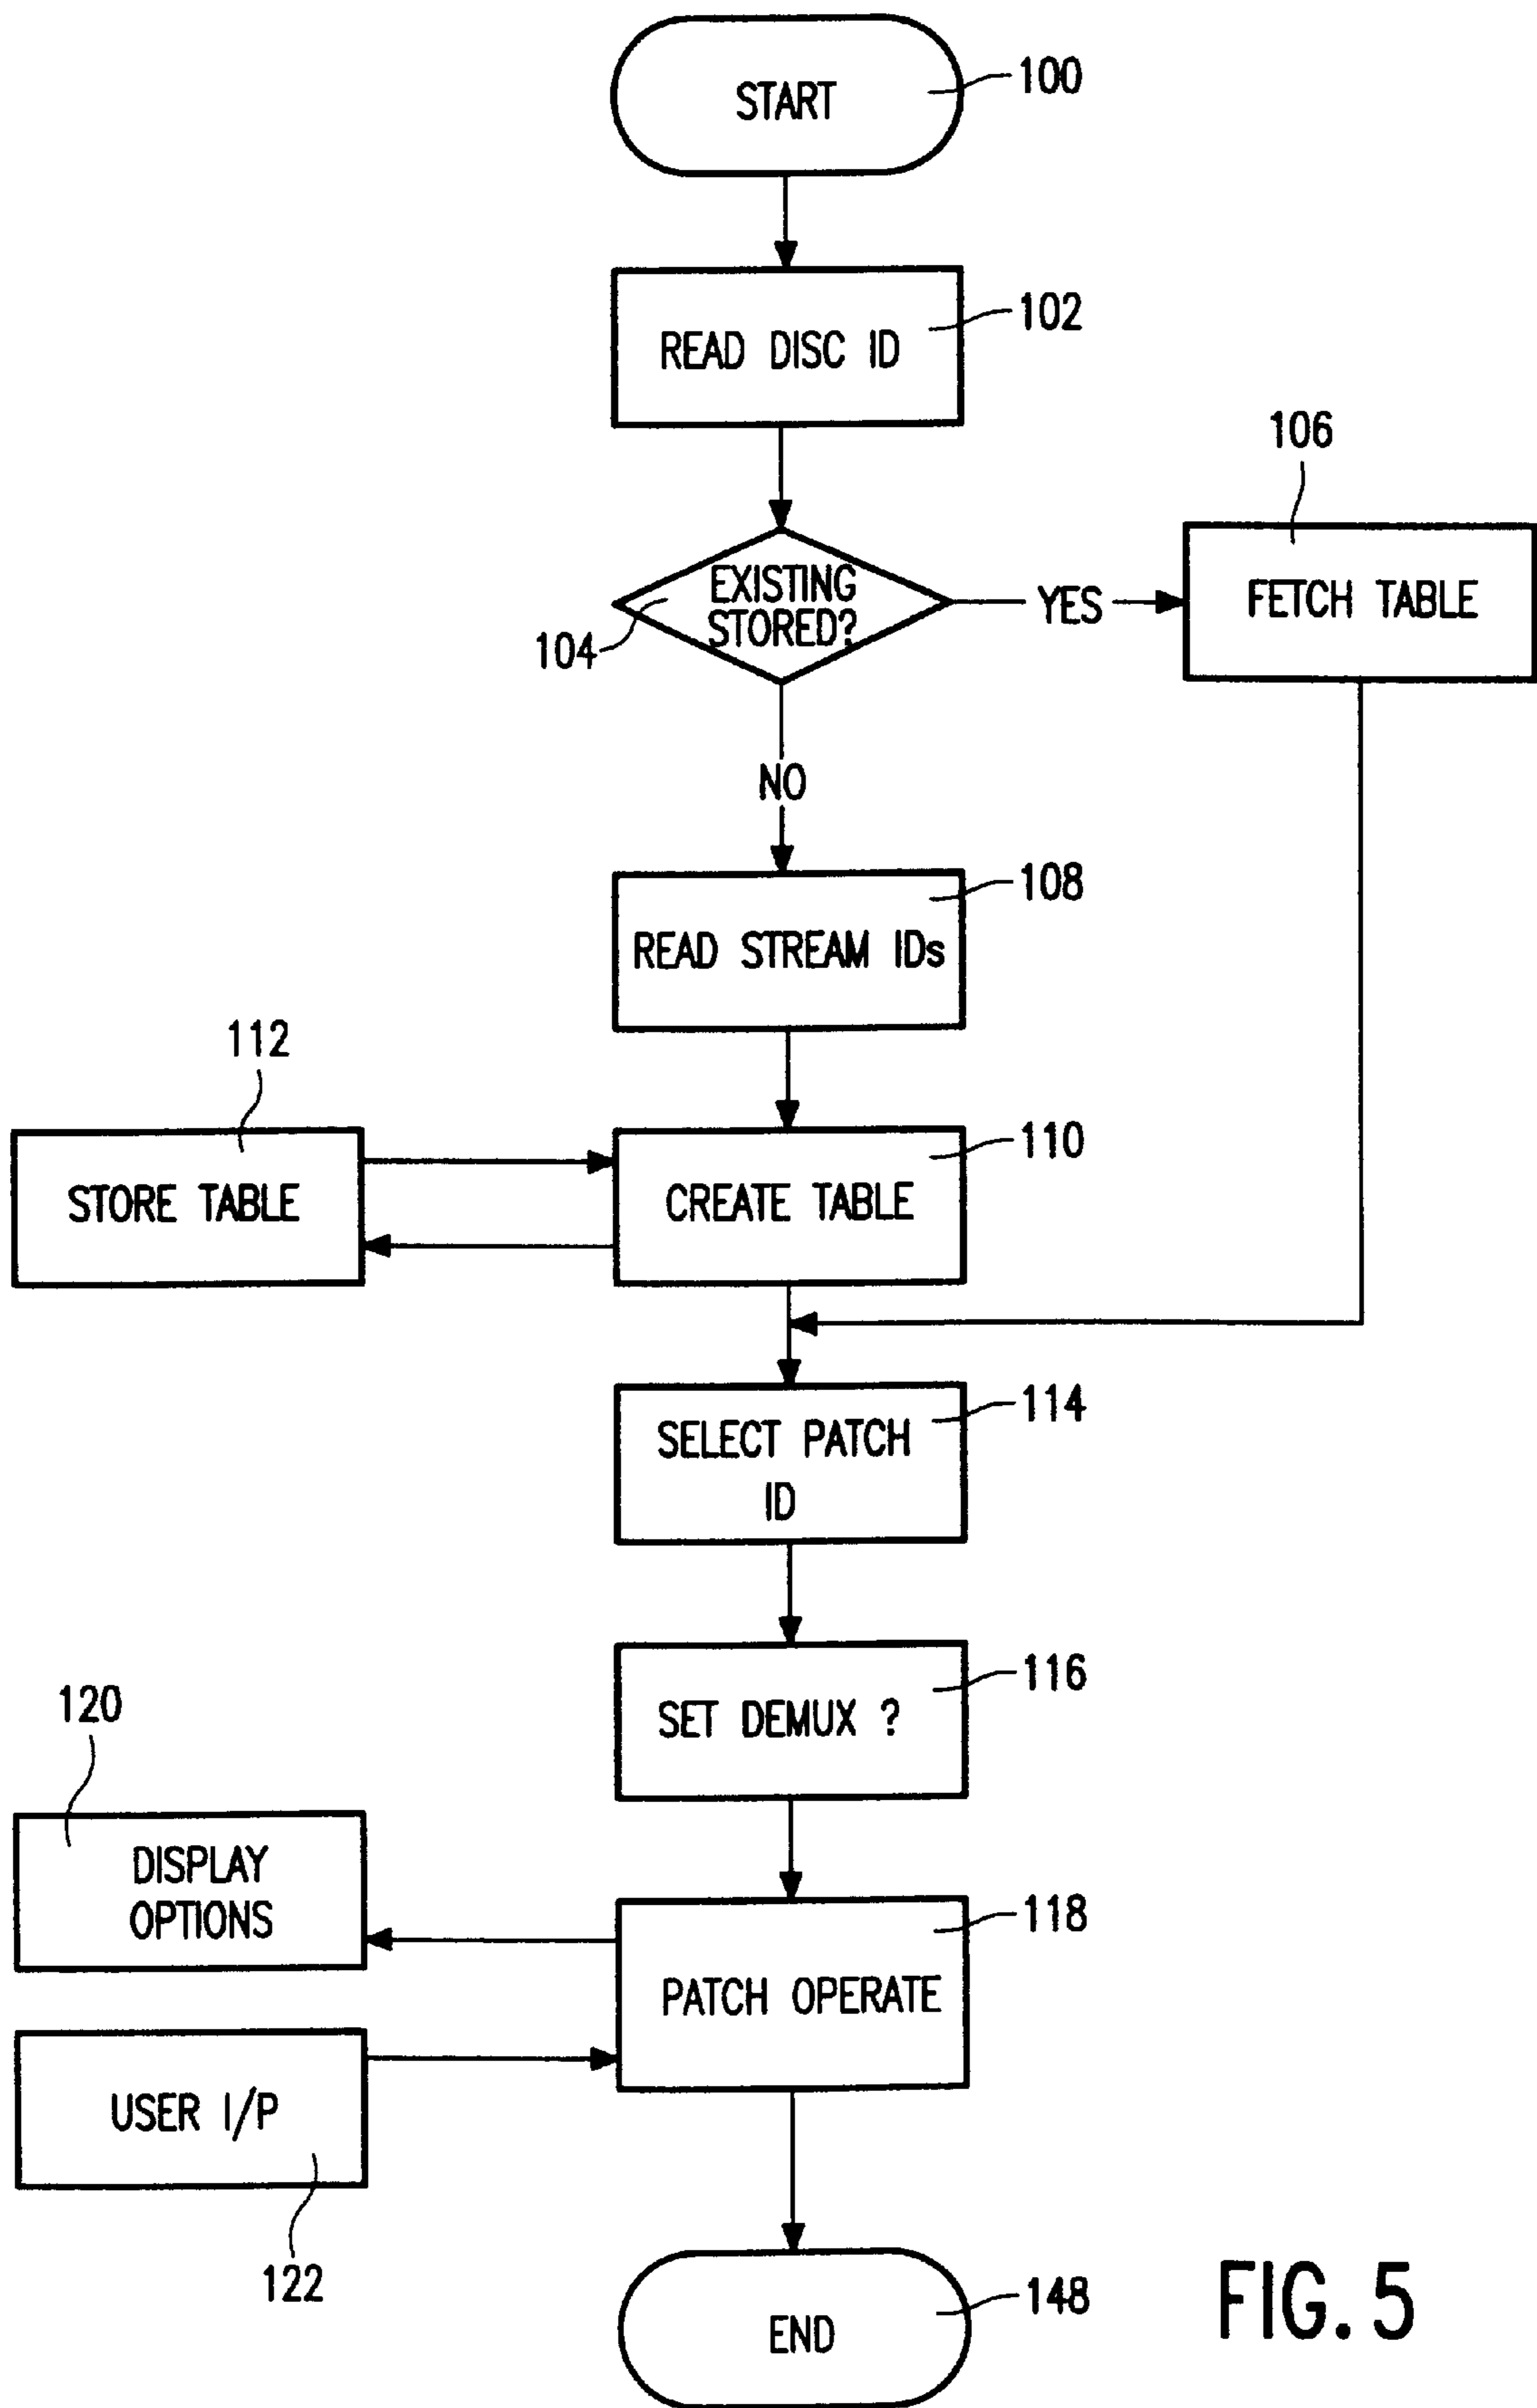 START
100
READ DISC ID
102
106
EXISTING
STORED?
104
YES
FETCH TABLE
NO
108
READ STREAM IDs
112
110
STORE TABLE
CREATE TABLE
114
SELECT PATCH
ID
116
SET DEMUX ?
120
DISPLAY
OPTIONS
118
PATCH OPERATE
USER I/P
122
148
END
FIG. 5